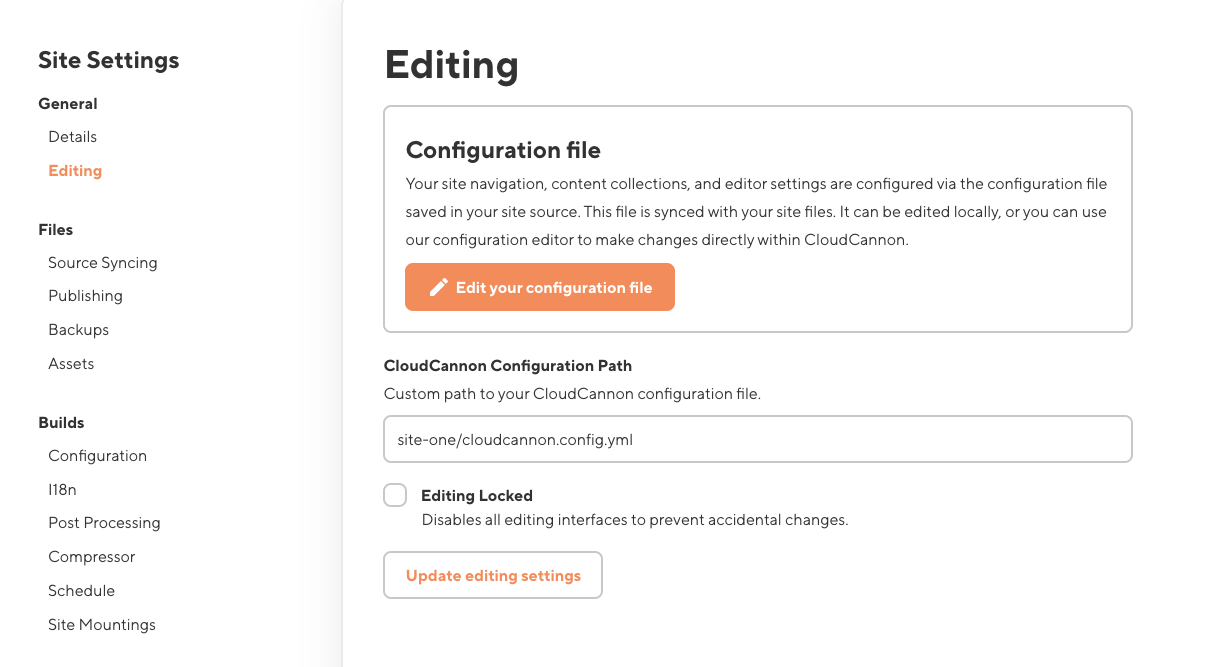 Site Settings
General
Details
Editing
Files
Source Syncing
Publishing
Backups
Assets
Builds
Configuration
I18n
Post Processing
Compressor
Schedule
Site Mountings
Editing
Configuration file
Your site navigation, content collections, and editor settings are configured via the configuration file
saved in your site source. This file is synced with your site files. It can be edited locally, or you can use
our configuration editor to make changes directly within CloudCannon.
Edit your configuration file
CloudCannon Configuration Path
Custom path to your CloudCannon configuration file.
site-one/cloudcannon.config.yml
Editing Locked
Disables all editing interfaces to prevent accidental changes.
Update editing settings